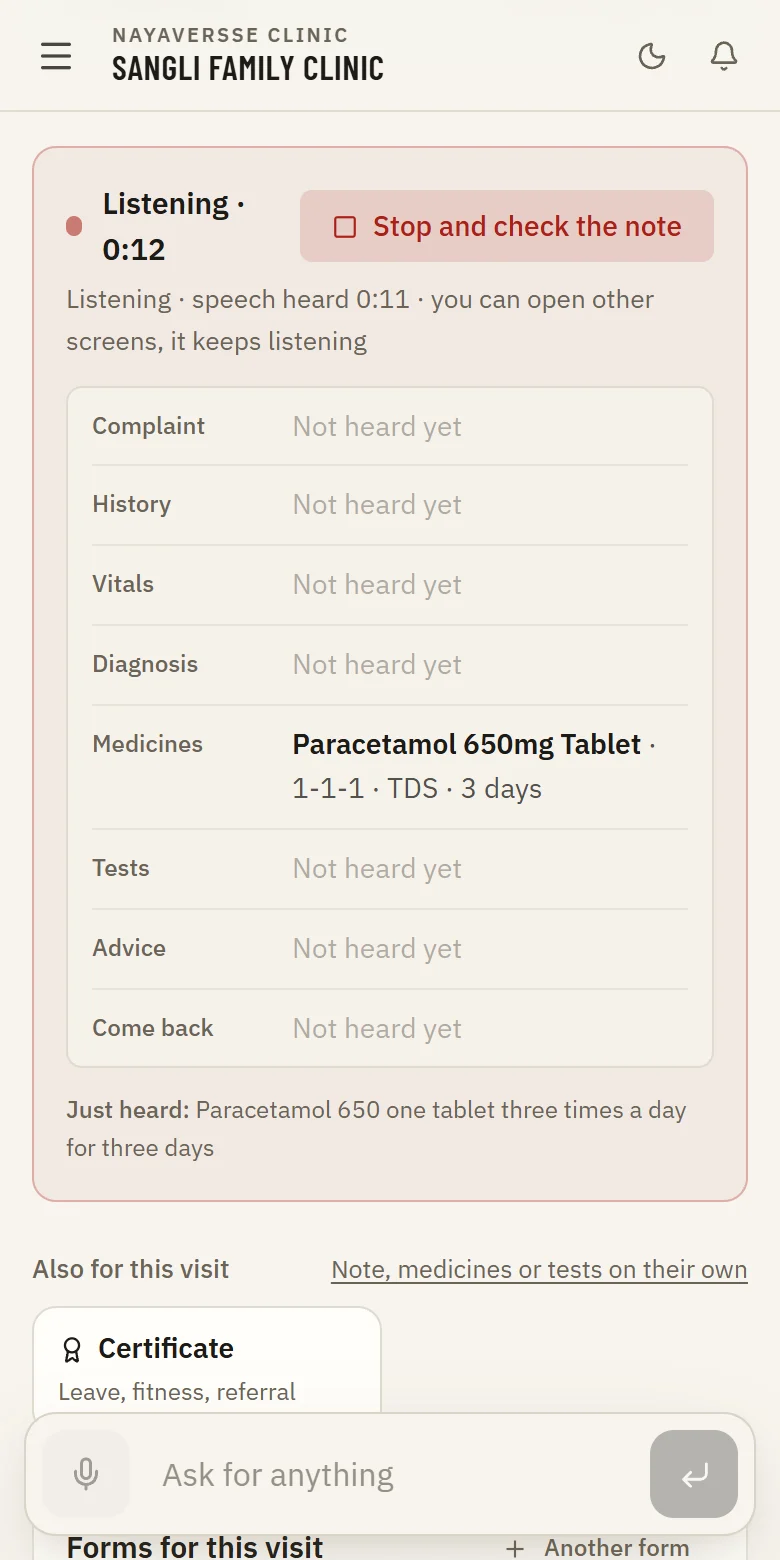 NAYAVERSSE CLINIC
SANGLI FAMILY CLINIC
Listening ·
0:12
Stop and check the note
Listening · speech heard 0:11 · you can open other
screens, it keeps listening
Complaint Not heard yet
History Not heard yet
Vitals Not heard yet
Diagnosis Not heard yet
Medicines Paracetamol 650mg Tablet ·
1-1-1 · TDS · 3 days
Tests Not heard yet
Advice Not heard yet
Come back Not heard yet
Just heard: Paracetamol 650 one tablet three times a day
for three days
Also for this visit Note, medicines or tests on their own
Certificate
Leave, fitness, referral
Ask for anything
Forms for this visit + Another form